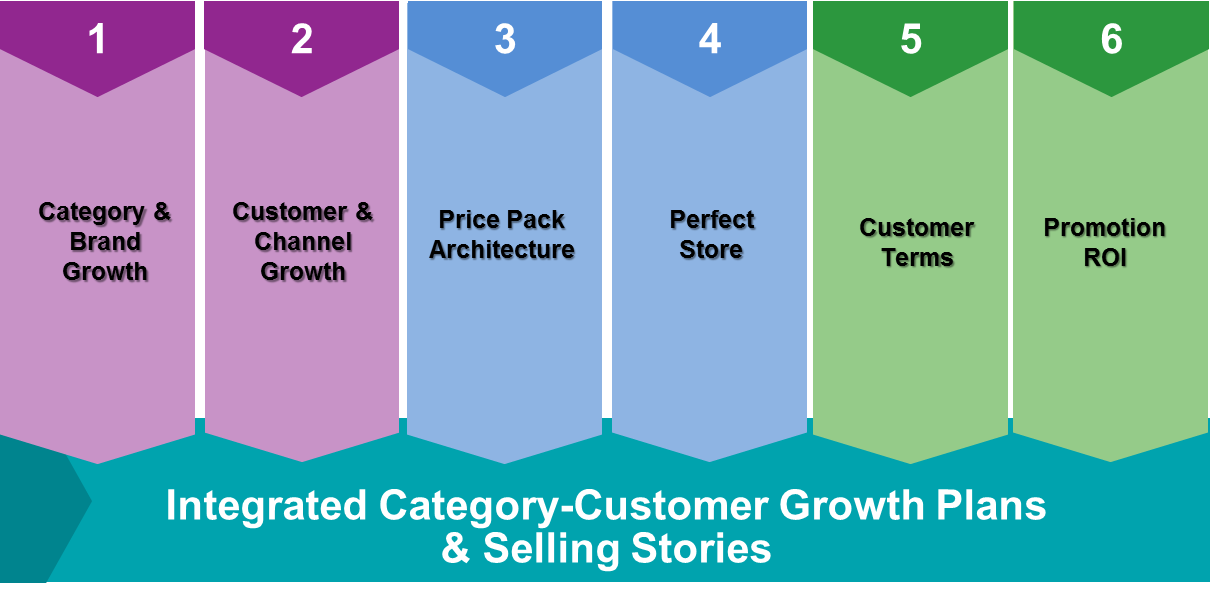 1
2
3
4
5
6
Category &
Brand
Growth
Customer &
Channel
Growth
Price Pack
Architecture
Perfect
Store
Customer
Terms
Promotion
ROI
Integrated Category-Customer Growth Plans
& Selling Stories